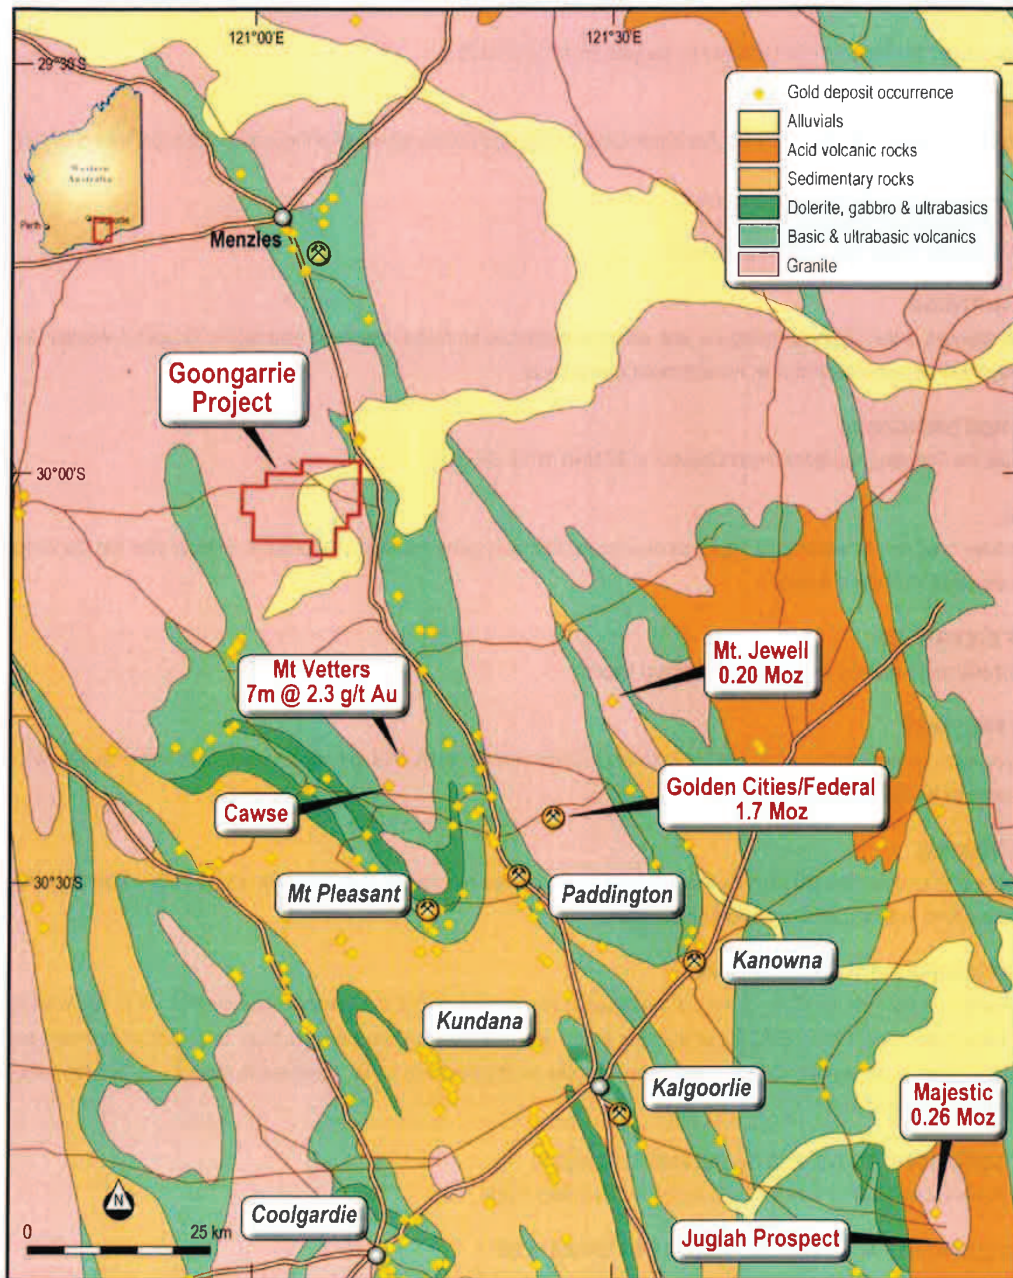 121°00'E
121°30'E
29°30'S
Gold deposit occurrence
Alluvials
Acid volcanic rocks
Sedimentary rocks
Dolerite, gabbro & ultrabasics
Basic & ultrabasic volcanics
Granite
Western
Australia
Perth
Menzies
Goongarrie
Project
30°00'S
Mt Vetters
7m @ 2.3 g/t Au
Mt. Jewell
0.20 Moz
Cawse
Golden Cities/Federal
1.7 Moz
30°30'S
Mt Pleasant
Paddington
Kanowna
Kundana
Kalgoorlie
Majestic
0.26 Moz
N
0
25 km
Coolgardie
Juglah Prospect